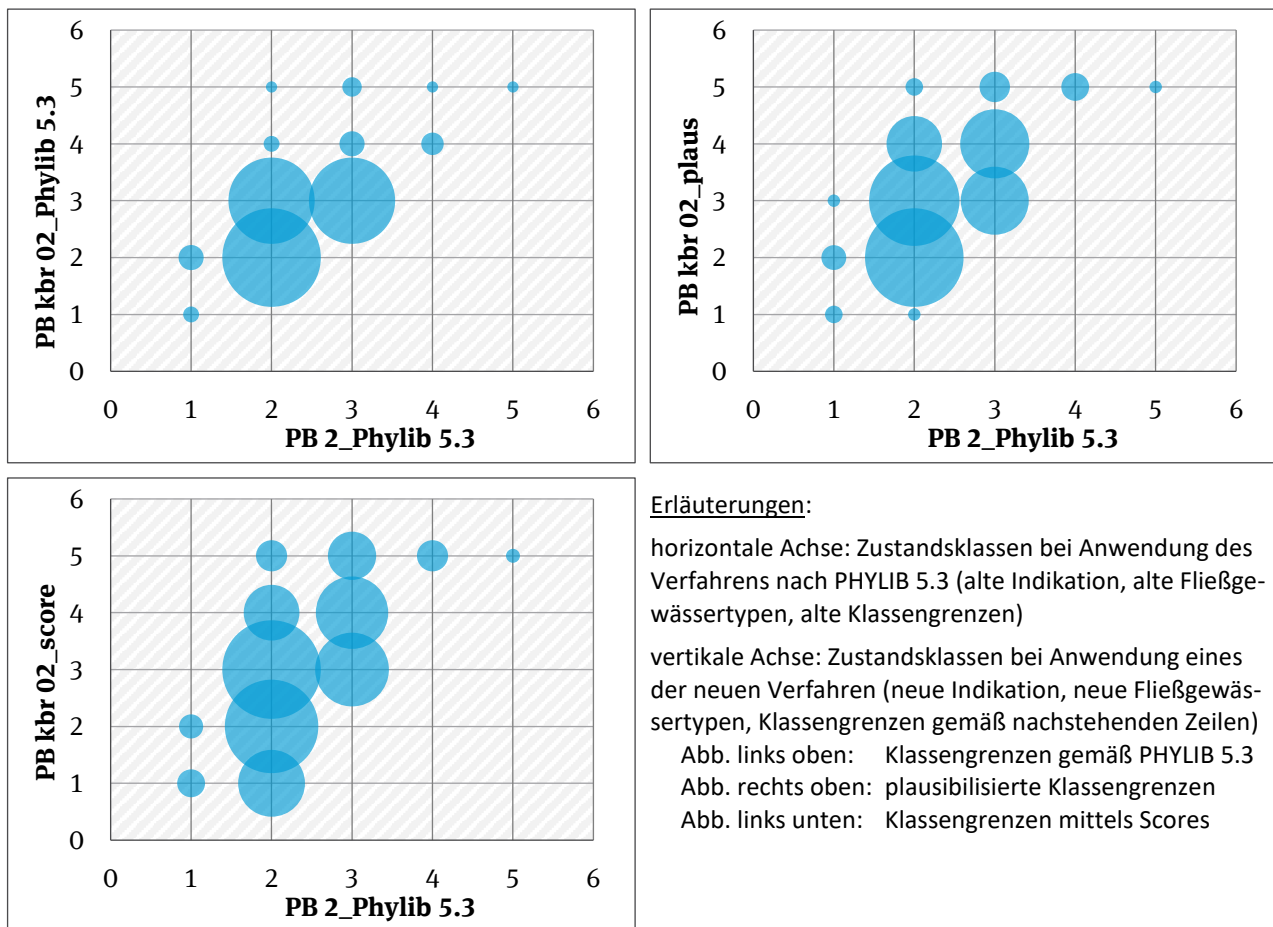 6
5
4
3
2
1
0
PB kbr 02_Phylib 5.3
0 1 2 3 4 5 6
PB 2_Phylib 5.3
6
5
4
3
2
1
0
PB kbr 02_plaus
0 1 2 3 4 5 6
PB 2_Phylib 5.3
6
5
4
3
2
1
0
PB kbr 02_score
0 1 2 3 4 5 6
PB 2_Phylib 5.3
Erläuterungen:
horizontale Achse: Zustandsklassen bei Anwendung des
Verfahrens nach PHYLIB 5.3 (alte Indikation, alte Fließge-
wässertypen, alte Klassengrenzen)
vertikale Achse: Zustandsklassen bei Anwendung eines
der neuen Verfahren (neue Indikation, neue Fließgewäs-
sertypen, Klassengrenzen gemäß nachstehenden Zeilen)
Abb. links oben: Klassengrenzen gemäß PHYLIB 5.3
Abb. rechts oben: plausibilisierte Klassengrenzen
Abb. links unten: Klassengrenzen mittels Scores